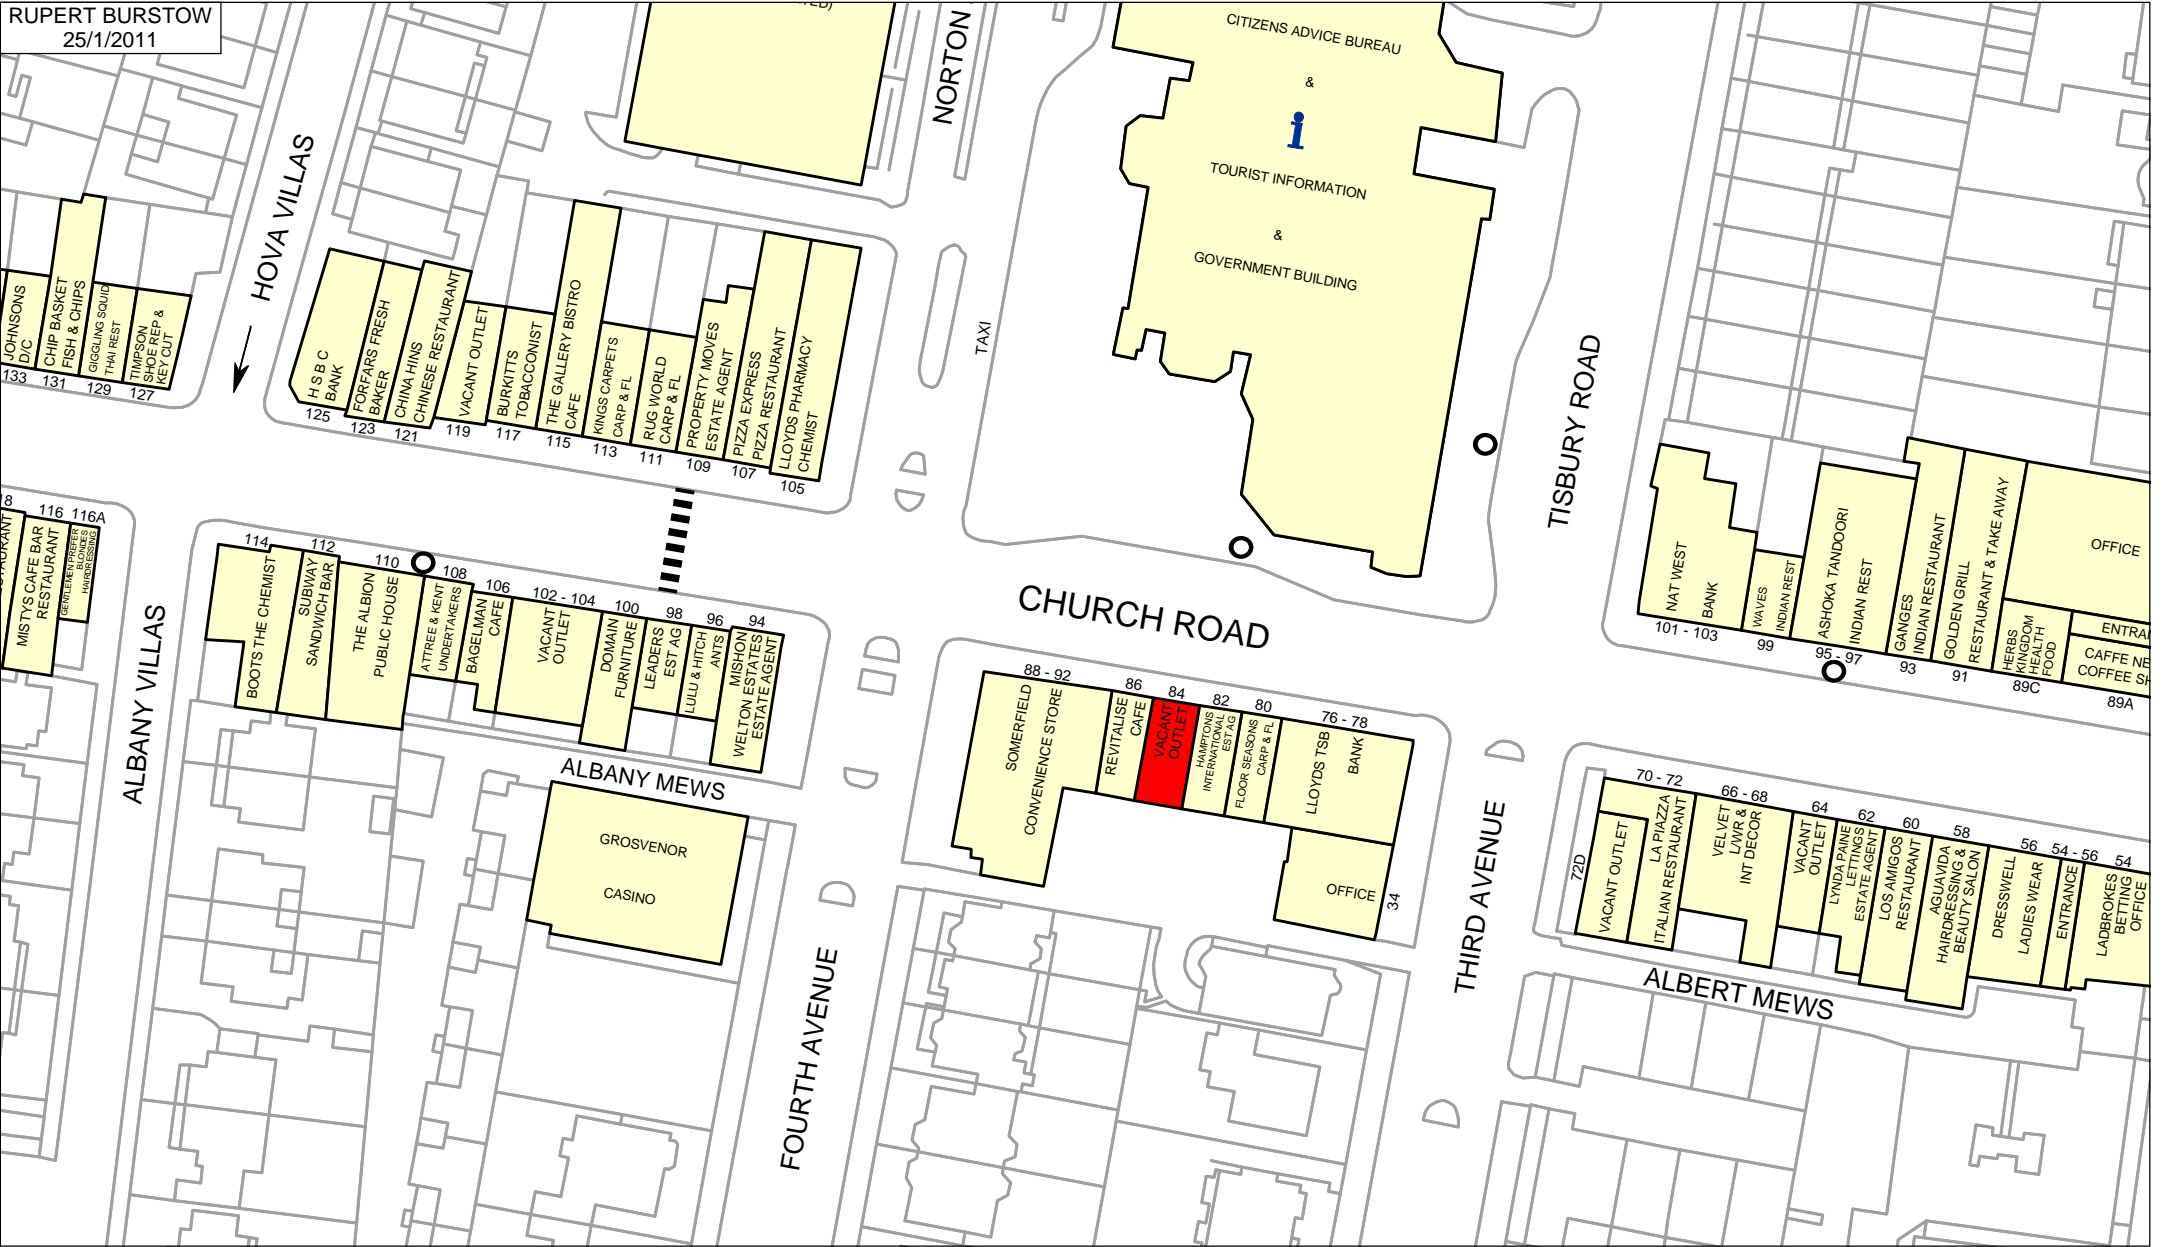 RUPERT BURSTOW
25/1/2011
HOVA VILLAS
NORTON
TAXI
CITIZENS ADVICE BUREAU
&
i
TOURIST INFORMATION
&
GOVERNMENT BUILDING
TISBURY ROAD
JOHNSONS
D/C
133
CHIP BASKET
FISH & CHIPS
131
GIGGLING SQUID
THAI REST
129
TIMPSON
SHOE REP &
KEY CUT
127
H S B C
BANK
125
FORFARS FRESH
BAKER
123
CHINA HINS
CHINESE RESTAURANT
121
VACANT OUTLET
119
BURKITTS
TOBACCONIST
117
THE GALLERY BISTRO
CAFE
115
KINGS CARPETS
CARP & FL
113
RUG WORLD
CARP & FL
111
PROPERTY MOVES
ESTATE AGENT
109
PIZZA EXPRESS
PIZZA RESTAURANT
107
LLOYDS PHARMACY
CHEMIST
105
NAT WEST
BANK
101 - 103
WAVES
INDIAN REST
99
ASHOKA TANDOORI
INDIAN REST
95 - 97
GANGES
INDIAN RESTAURANT
93
GOLDEN GRILL
RESTAURANT & TAKE AWAY
91
HERBS
KINGDOM
HEALTH
FOOD
89C
OFFICE
ENTRA
CAFFE NE
COFFEE SH
89A
CHURCH ROAD
18
116
MISTYS CAFE BAR
RESTAURANT
116A
GENTLEMEN PREFER
BLONDES
HAIRDRESSING
ALBANY VILLAS
114
BOOTS THE CHEMIST
112
SUBWAY
SANDWICH BAR
110
THE ALBION
PUBLIC HOUSE
108
ATTREE & KENT
UNDERTAKERS
106
BAGELMAN
CAFE
102 - 104
VACANT
OUTLET
100
DOMAIN
FURNITURE
98
LEADERS
EST AG
96
LULU & HITCH
ANTS
94
MISHON
WELTON ESTATES
ESTATE AGENT
ALBANY MEWS
GROSVENOR
CASINO
FOURTH AVENUE
88 - 92
SOMERFIELD
CONVENIENCE STORE
86
REVITALISE
CAFE
84
VACANT
OUTLET
82
HAMPTONS
INTERNATIONAL
EST AG
80
FLOOR SEASONS
CARP & FL
76 - 78
LLOYDS TSB
BANK
OFFICE
34
THIRD AVENUE
72D
VACANT OUTLET
70 - 72
LA PIAZZA
ITALIAN RESTAURANT
66 - 68
VELVET
L/WR &
INT DECOR
64
VACANT
OUTLET
62
LYNDA PAINE
LETTINGS
ESTATE AGENT
60
LOS AMIGOS
RESTAURANT
58
AGUAVIDA
HAIRDRESSING &
BEAUTY SALON
56
DRESSWELL
LADIES WEAR
54 - 56
ENTRANCE
54
LADBROKES
BETTING
OFFICE
ALBERT MEWS